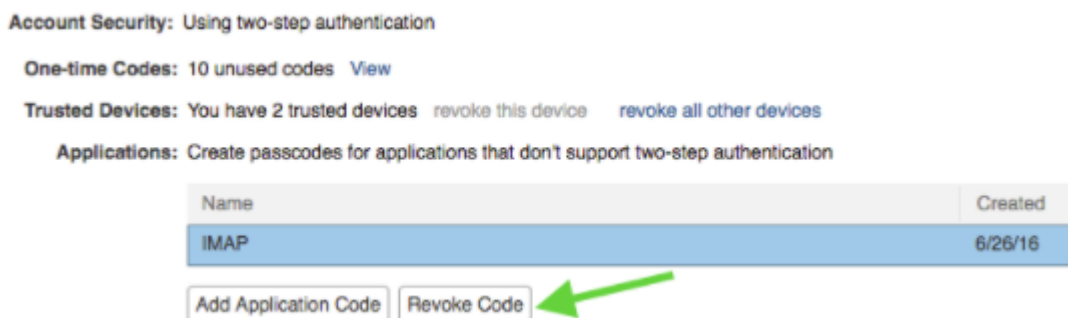 Account Security: Using two-step authentication
One-time Codes: 10 unused codes View
Trusted Devices: You have 2 trusted devices revoke this device revoke all other devices
Applications: Create passcodes for applications that don't support two-step authentication
Name Created
IMAP 6/26/16
Add Application Code Revoke Code